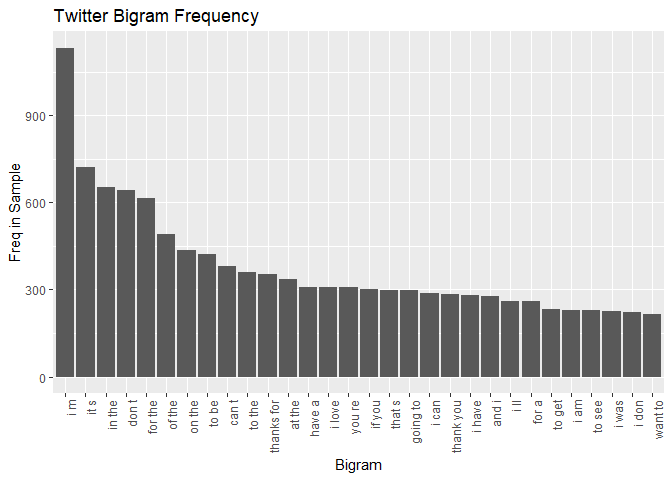 Twitter Bigram Frequency
Freq in Sample
900
600
300
0
i m
it s
in the
don t
for the
of the
on the
to be
can t
to the
thanks for
at the
have a
i love
you re
if you
that s
going to
i can
thank you
i have
and i
i ll
for a
to get
i am
to see
i was
i don
want to
Bigram